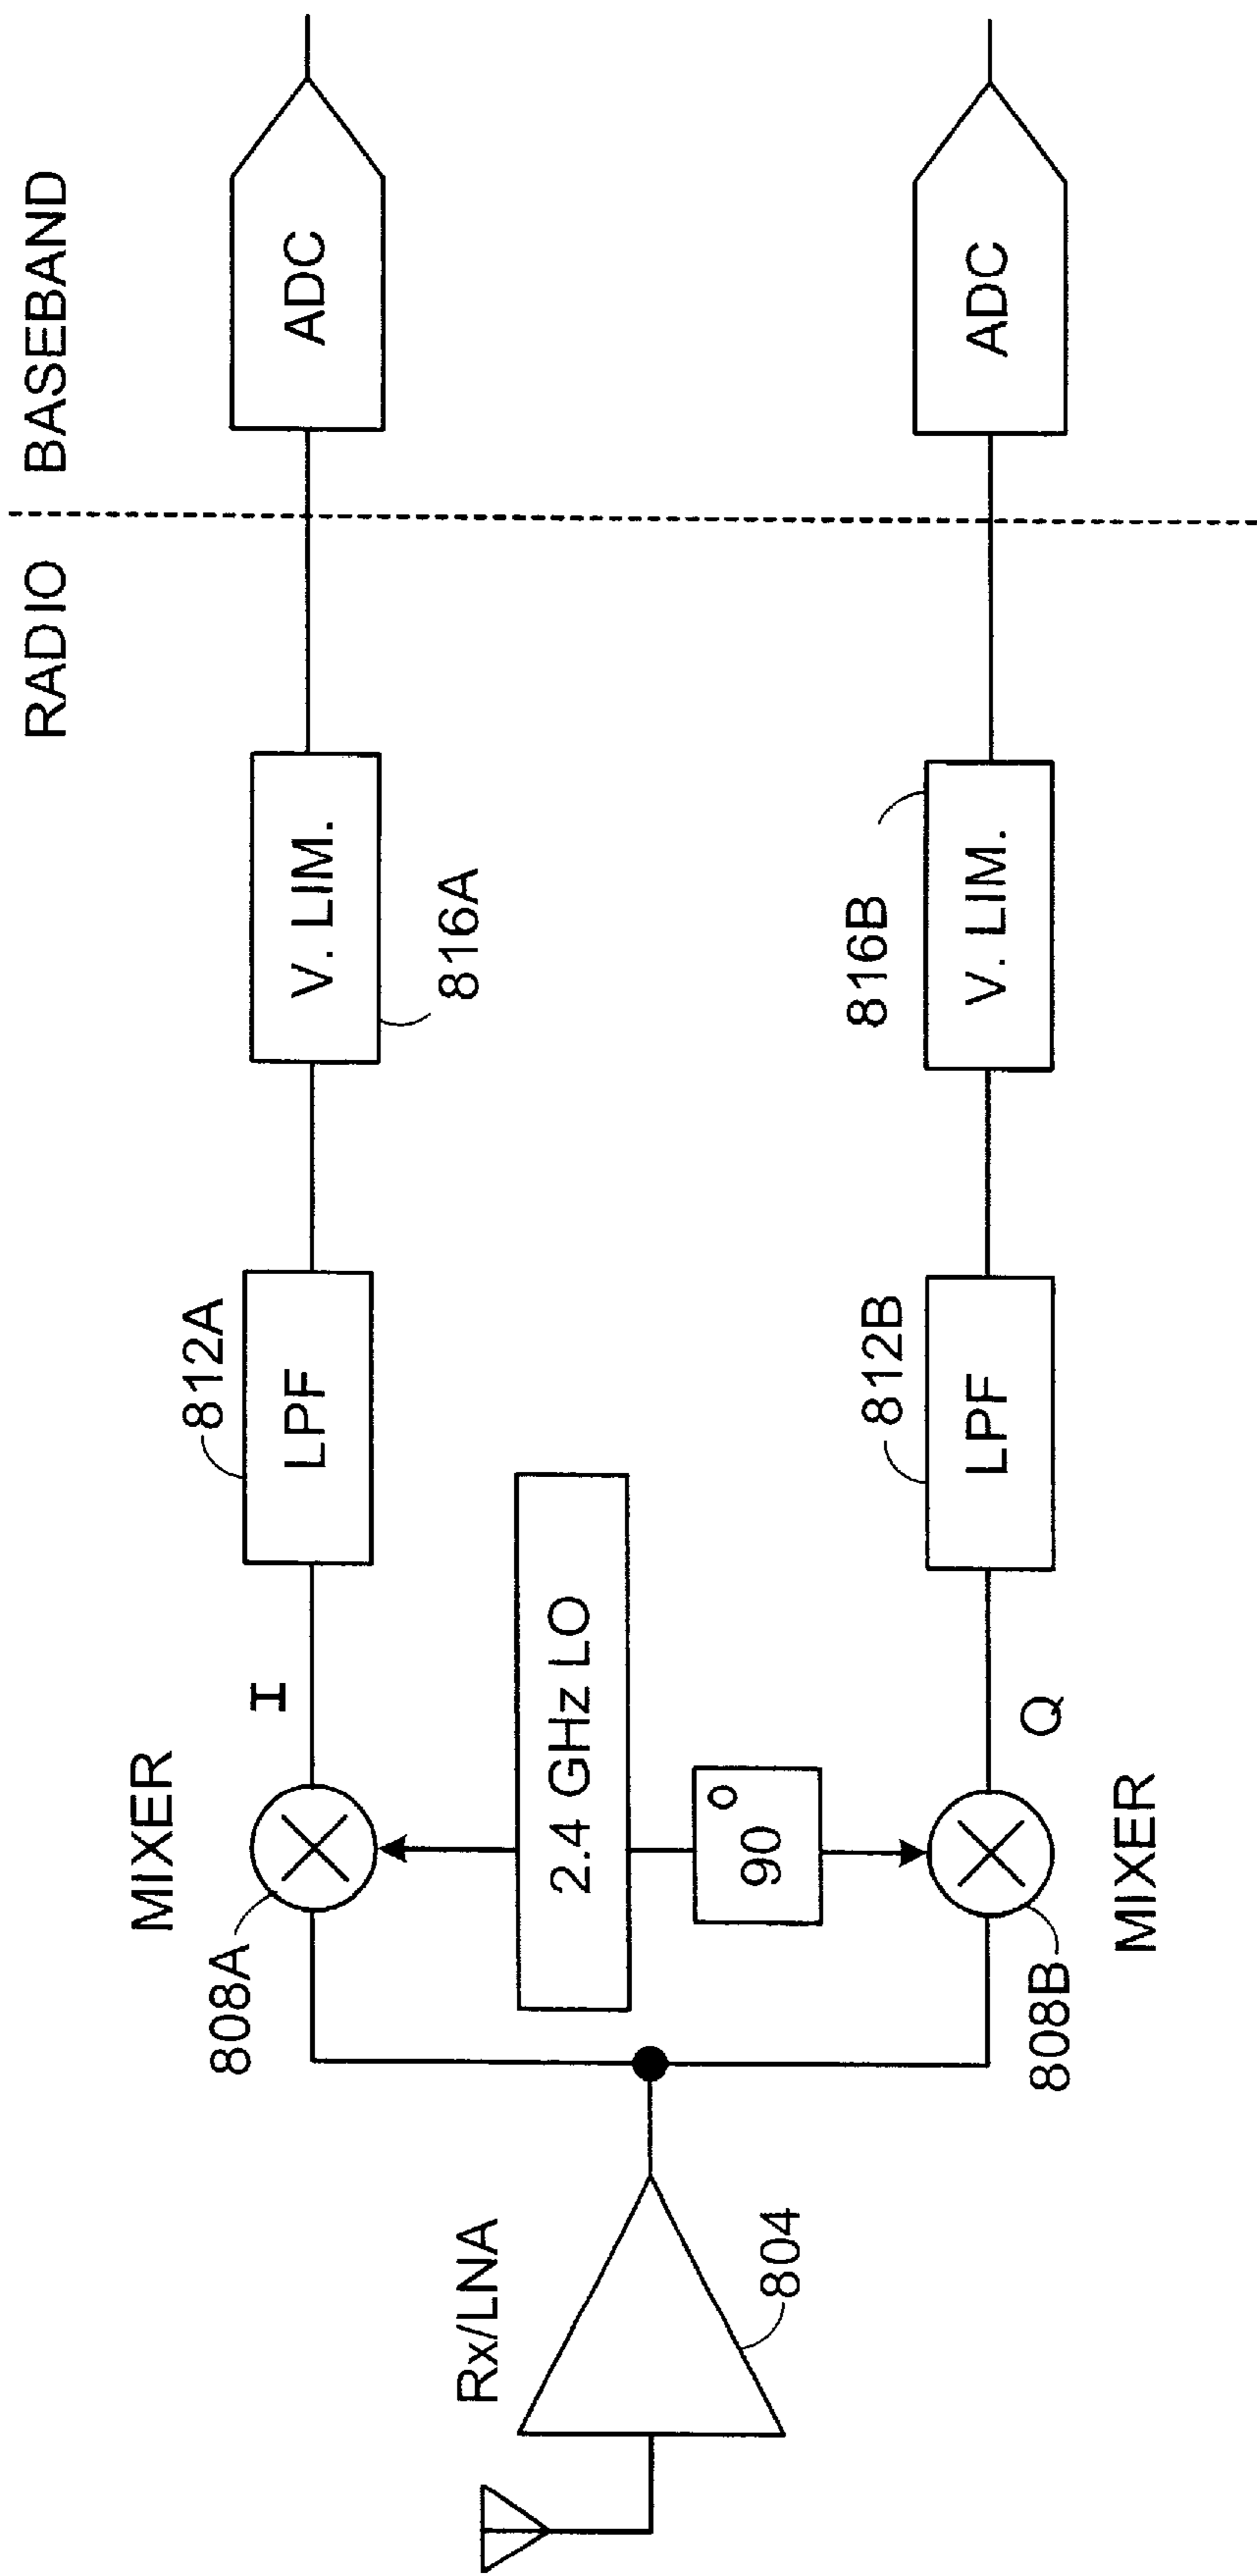 RADIO
BASEBAND
MIXER
808A
I
812A
LPF
V. LIM.
816A
ADC
Rx/LNA
804
2.4 GHz LO
90°
808B
MIXER
Q
812B
LPF
816B
V. LIM.
ADC